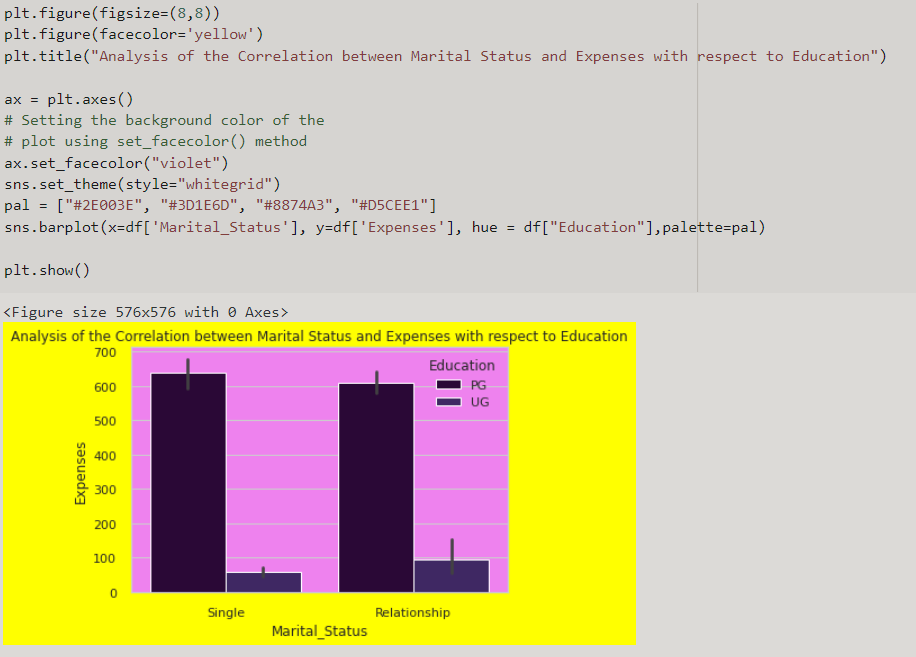 plt.figure(figsize=(8,8))
plt.figure(facecolor='yellow')
plt.title("Analysis of the Correlation between Marital Status and Expenses with respect to Education")
ax = plt.axes()
# Setting the background color of the
# plot using set_facecolor() method
ax.set_facecolor("violet")
sns.set_theme(style="whitegrid")
pal = ["#2E003E", "#3D1E6D", "#8874A3", "#D5CEE1"]
sns.barplot(x=df['Marital_Status'], y=df['Expenses'], hue = df["Education"],palette=pal)
plt.show()
<Figure size 576x576 with 0 Axes>
Analysis of the Correlation between Marital Status and Expenses with respect to Education
700
600
500
400
300
200
100
0
Expenses
Education
PG
UG
Single Relationship
Marital_Status